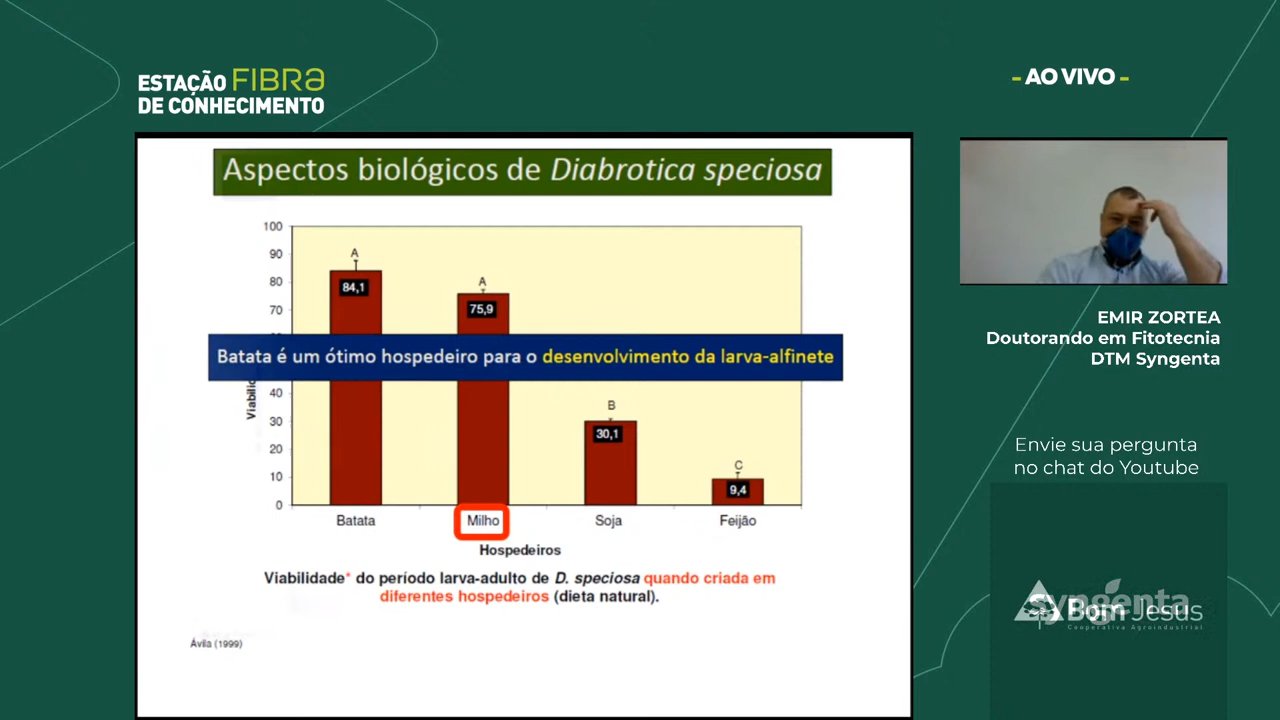 ESTAÇÃO FIBRA
DE CONHECIMENTO
- AO VIVO -
Aspectos biológicos de Diabrotica speciosa
100
90
80
70
40
30
20
10
0
A
84,1
A
75,9
B
30,1
C
9,4
Batata é um ótimo hospedeiro para o desenvolvimento da larva-alfinete
Batata
Milho
Soja
Feijão
Hospedeiros
Viabilidade* do período larva-adulto de D. speciosa quando criada em
diferentes hospedeiros (dieta natural).
Ávila (1999)
EMIR ZORTEA
Doutorando em Fitotecnia
DTM Syngenta
Envie sua pergunta
no chat do Youtube
syngenta
Bom Jesus
Cooperativa Agroindustrial